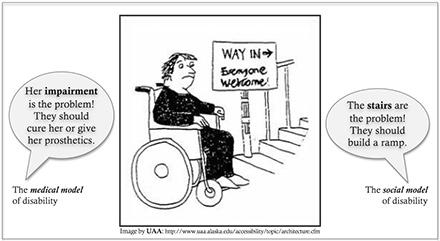 Her impairment
is the problem!
They should
cure her or give
her prosthetics.
The medical model
of disability
WAY IN→
Everyone
Welcome!
The stairs are
the problem!
They should
build a ramp.
The social model
of disability
Image by UAA: http://www.uaa.alaska.edu/accessibility/topic/architecture.cfm